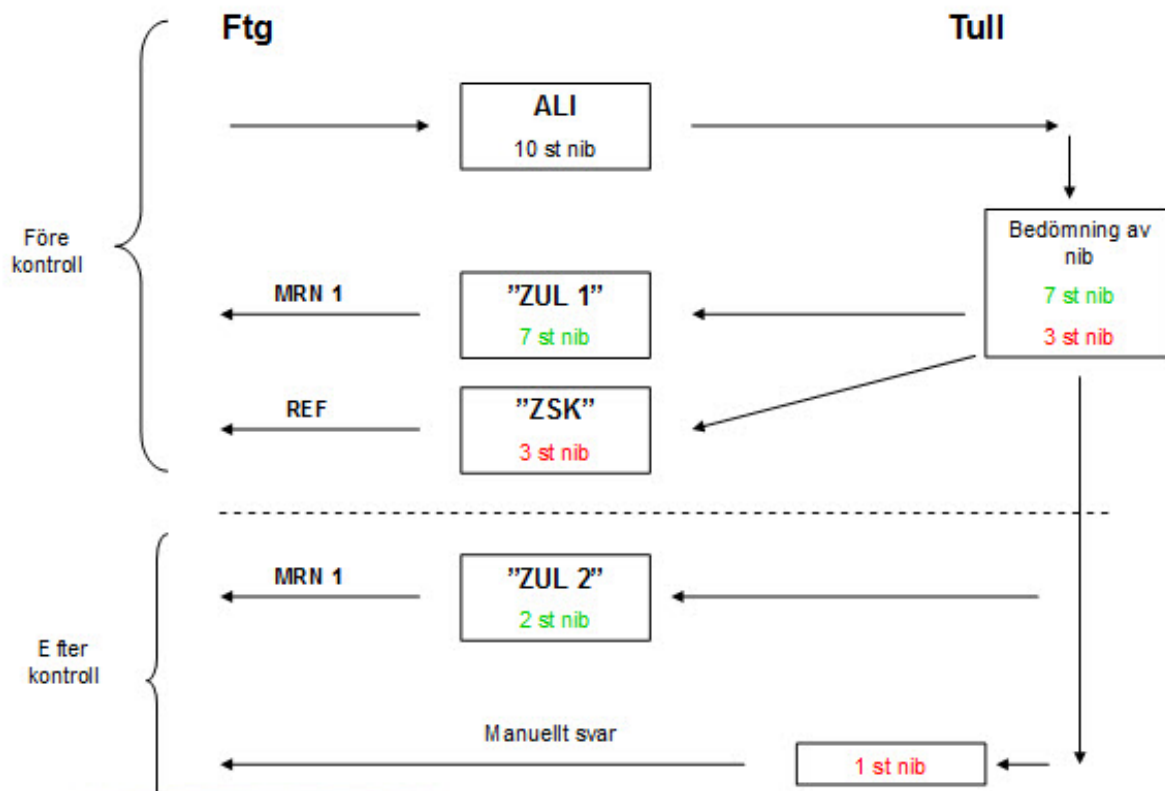 Ftg
Tull
ALI
10 st nib
Före
kontroll
Bedömning av
nib
7 st nib
3 st nib
MRN 1
”ZUL 1”
7 st nib
REF
”ZSK”
3 st nib
MRN 1
”ZUL 2”
2 st nib
Efter
kontroll
Manuellt svar
1 st nib